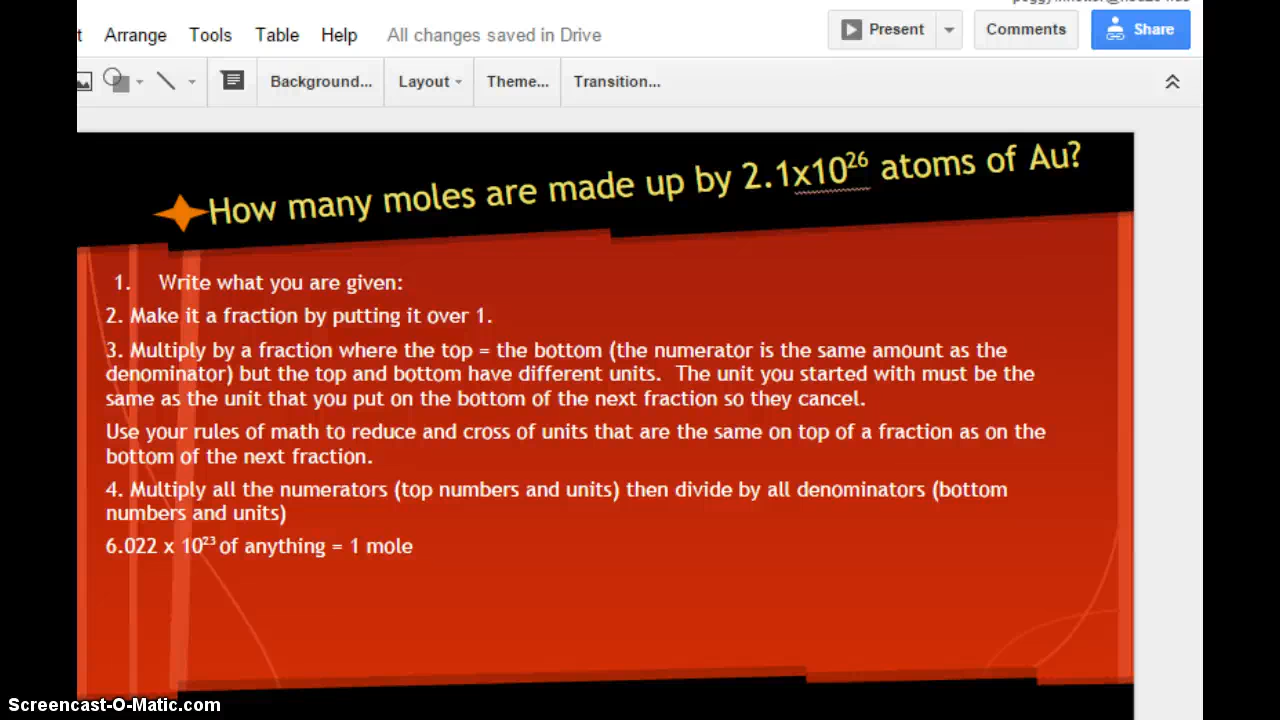 t Arrange Tools Table Help All changes saved in Drive Present Comments Share
Background... Layout Theme... Transition...
How many moles are made up by 2.1x10²⁶ atoms of Au?
1. Write what you are given:
2. Make it a fraction by putting it over 1.
3. Multiply by a fraction where the top = the bottom (the numerator is the same amount as the
denominator) but the top and bottom have different units. The unit you started with must be the
same as the unit that you put on the bottom of the next fraction so they cancel.
Use your rules of math to reduce and cross of units that are the same on top of a fraction as on the
bottom of the next fraction.
4. Multiply all the numerators (top numbers and units) then divide by all denominators (bottom
numbers and units)
6.022 x 10²³ of anything = 1 mole
Screencast-O-Matic.com